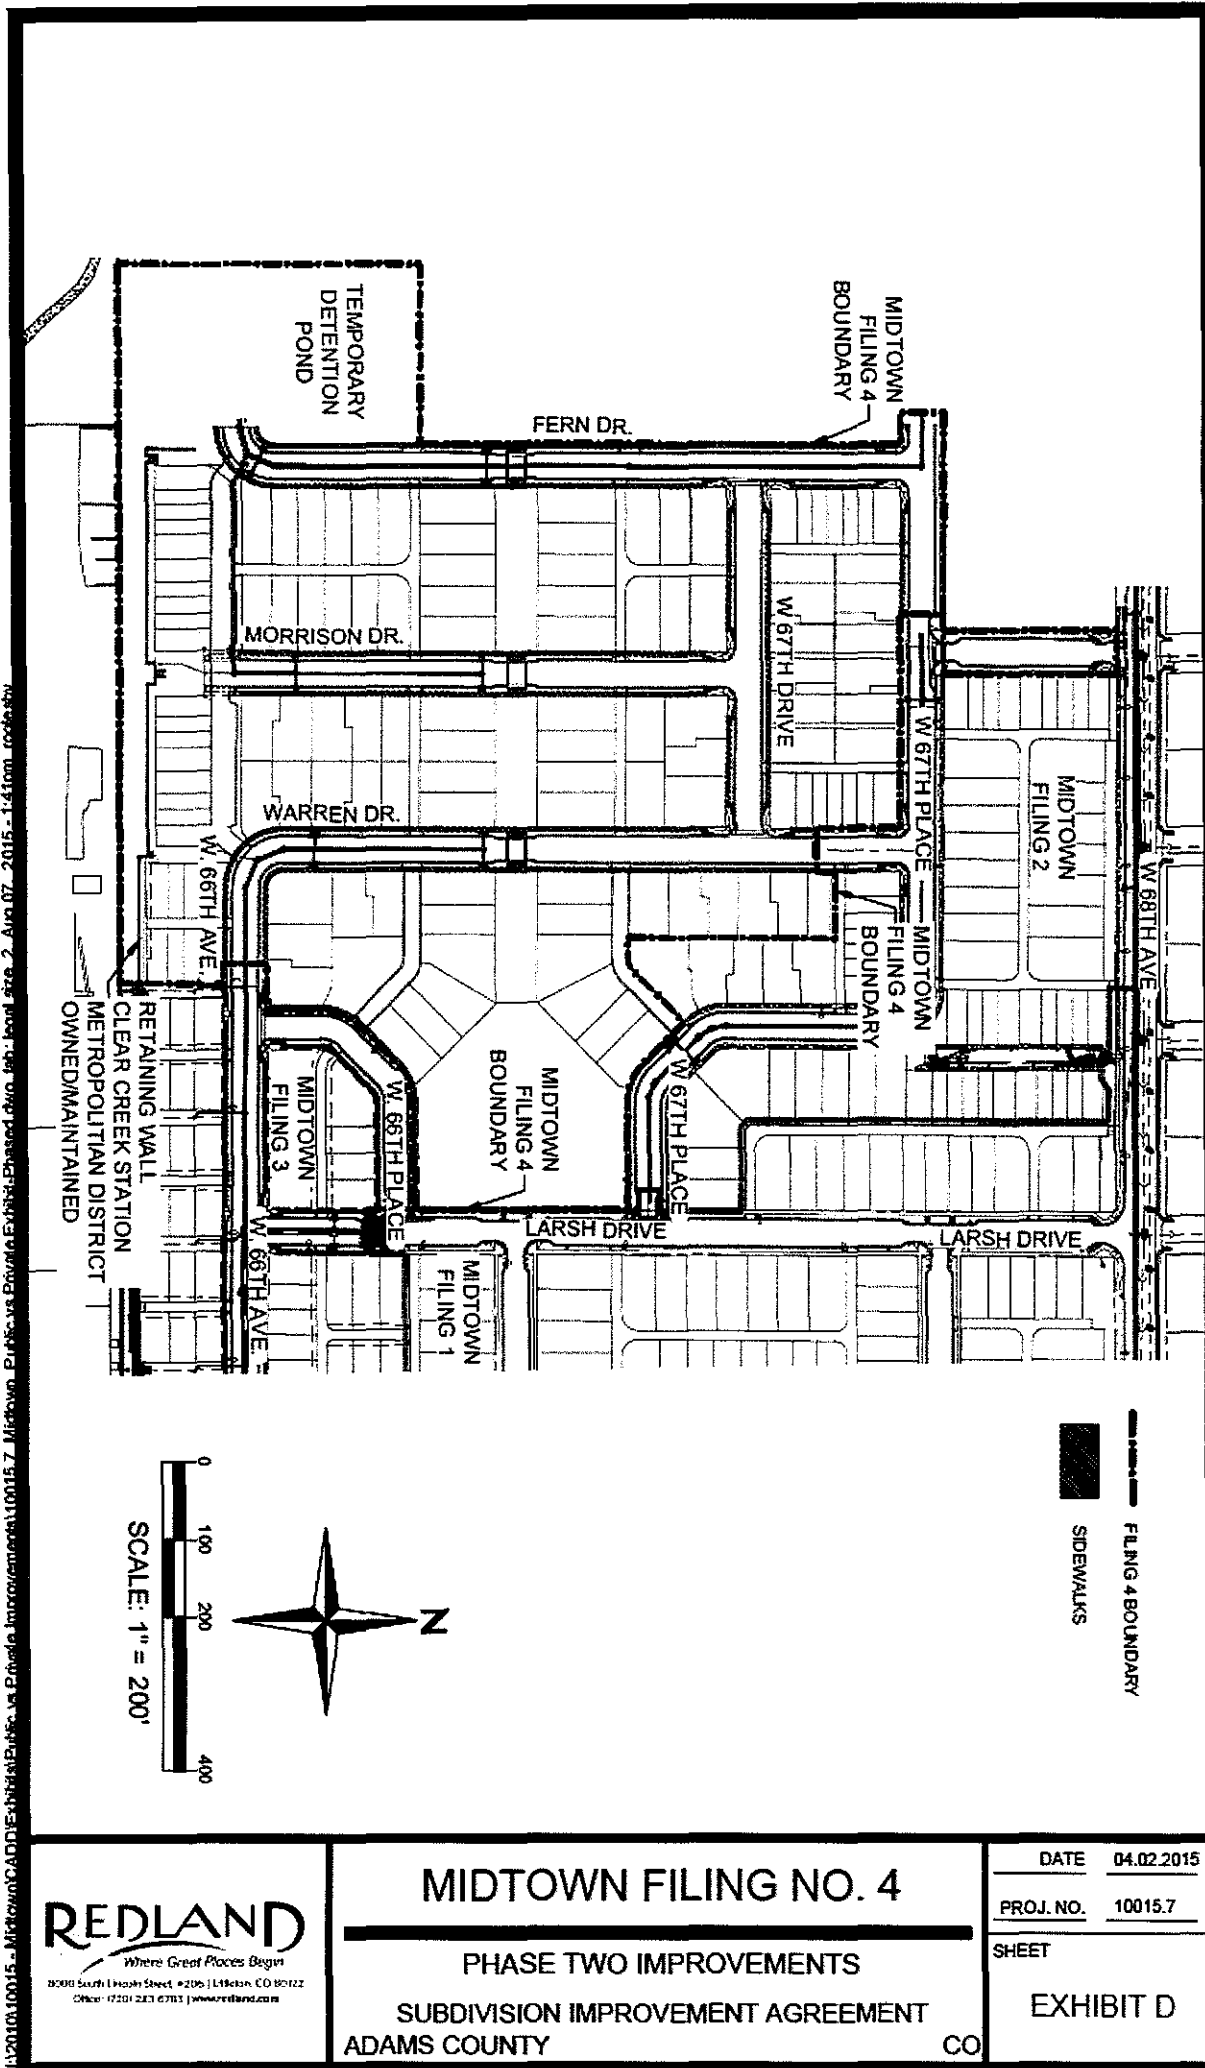 TEMPORARY
DETENTION
POND
MIDTOWN
FILING 4
BOUNDARY
FERN DR.
MORRISON DR.
W 67TH DRIVE
WARREN DR.
W 67TH PLACE
MIDTOWN
FILING 2
W 68TH AVE
W. 66TH AVE.
MIDTOWN
FILING 4
BOUNDARY
RETAINING WALL
CLEAR CREEK STATION
METROPOLITIAN DISTRICT
OWNED/MAINTAINED
MIDTOWN
FILING 3
W. 66TH PLACE
MIDTOWN
FILING 4
BOUNDARY
W 67TH PLACE
LARSH DRIVE
LARSH DRIVE
W. 66TH AVE
MIDTOWN
FILING 1
FILING 4 BOUNDARY
SIDEWALKS
0 100 200 400
SCALE: 1" = 200'
N
REDLAND
Where Great Places Begin
MIDTOWN FILING NO. 4
PHASE TWO IMPROVEMENTS
SUBDIVISION IMPROVEMENT AGREEMENT
ADAMS COUNTY CO
DATE 04.02.2015
PROJ. NO. 10015.7
SHEET
EXHIBIT D